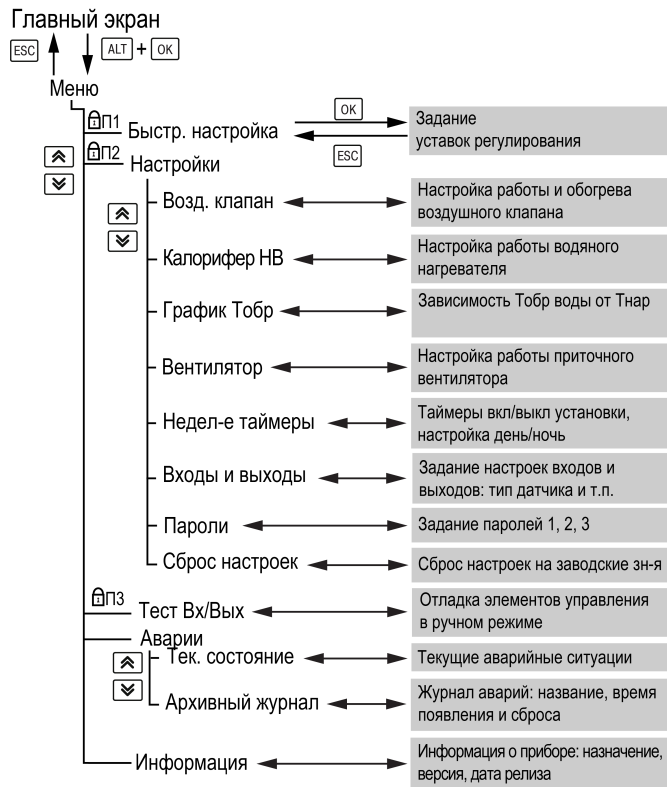 Главный экран
ESC ALT + OK
Меню
П1 Быстр. настройка OK ESC Задание
уставок регулирования
П2 Настройки
Возд. клапан Настройка работы и обогрева
воздушного клапана
Калорифер НВ Настройка работы водяного
нагревателя
График Тобр Зависимость Тобр воды от Тнар
Вентилятор Настройка работы приточного
вентилятора
Недел-е таймеры Таймеры вкл/выкл установки,
настройка день/ночь
Входы и выходы Задание настроек входов и
выходов: тип датчика и т.п.
Пароли Задание паролей 1, 2, 3
Сброс настроек Сброс настроек на заводские зн-я
П3 Тест Вх/Вых Отладка элементов управления
в ручном режиме
Аварии
Тек. состояние Текущие аварийные ситуации
Архивный журнал Журнал аварий: название, время
появления и сброса
Информация Информация о приборе: назначение,
версия, дата релиза